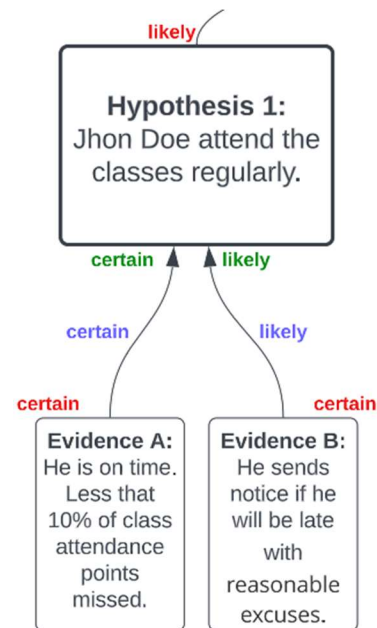 likely
Hypothesis 1:
Jhon Doe attend the
classes regularly.
certain likely
certain likely
certain certain
Evidence A:
He is on time.
Less that
10% of class
attendance
points
missed.
Evidence B:
He sends
notice if he
will be late
with
reasonable
excuses.